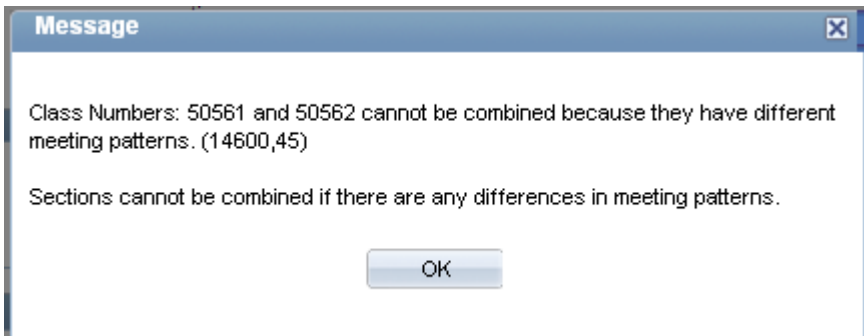 Message
Class Numbers: 50561 and 50562 cannot be combined because they have different
meeting patterns. (14600,45)
Sections cannot be combined if there are any differences in meeting patterns.
OK